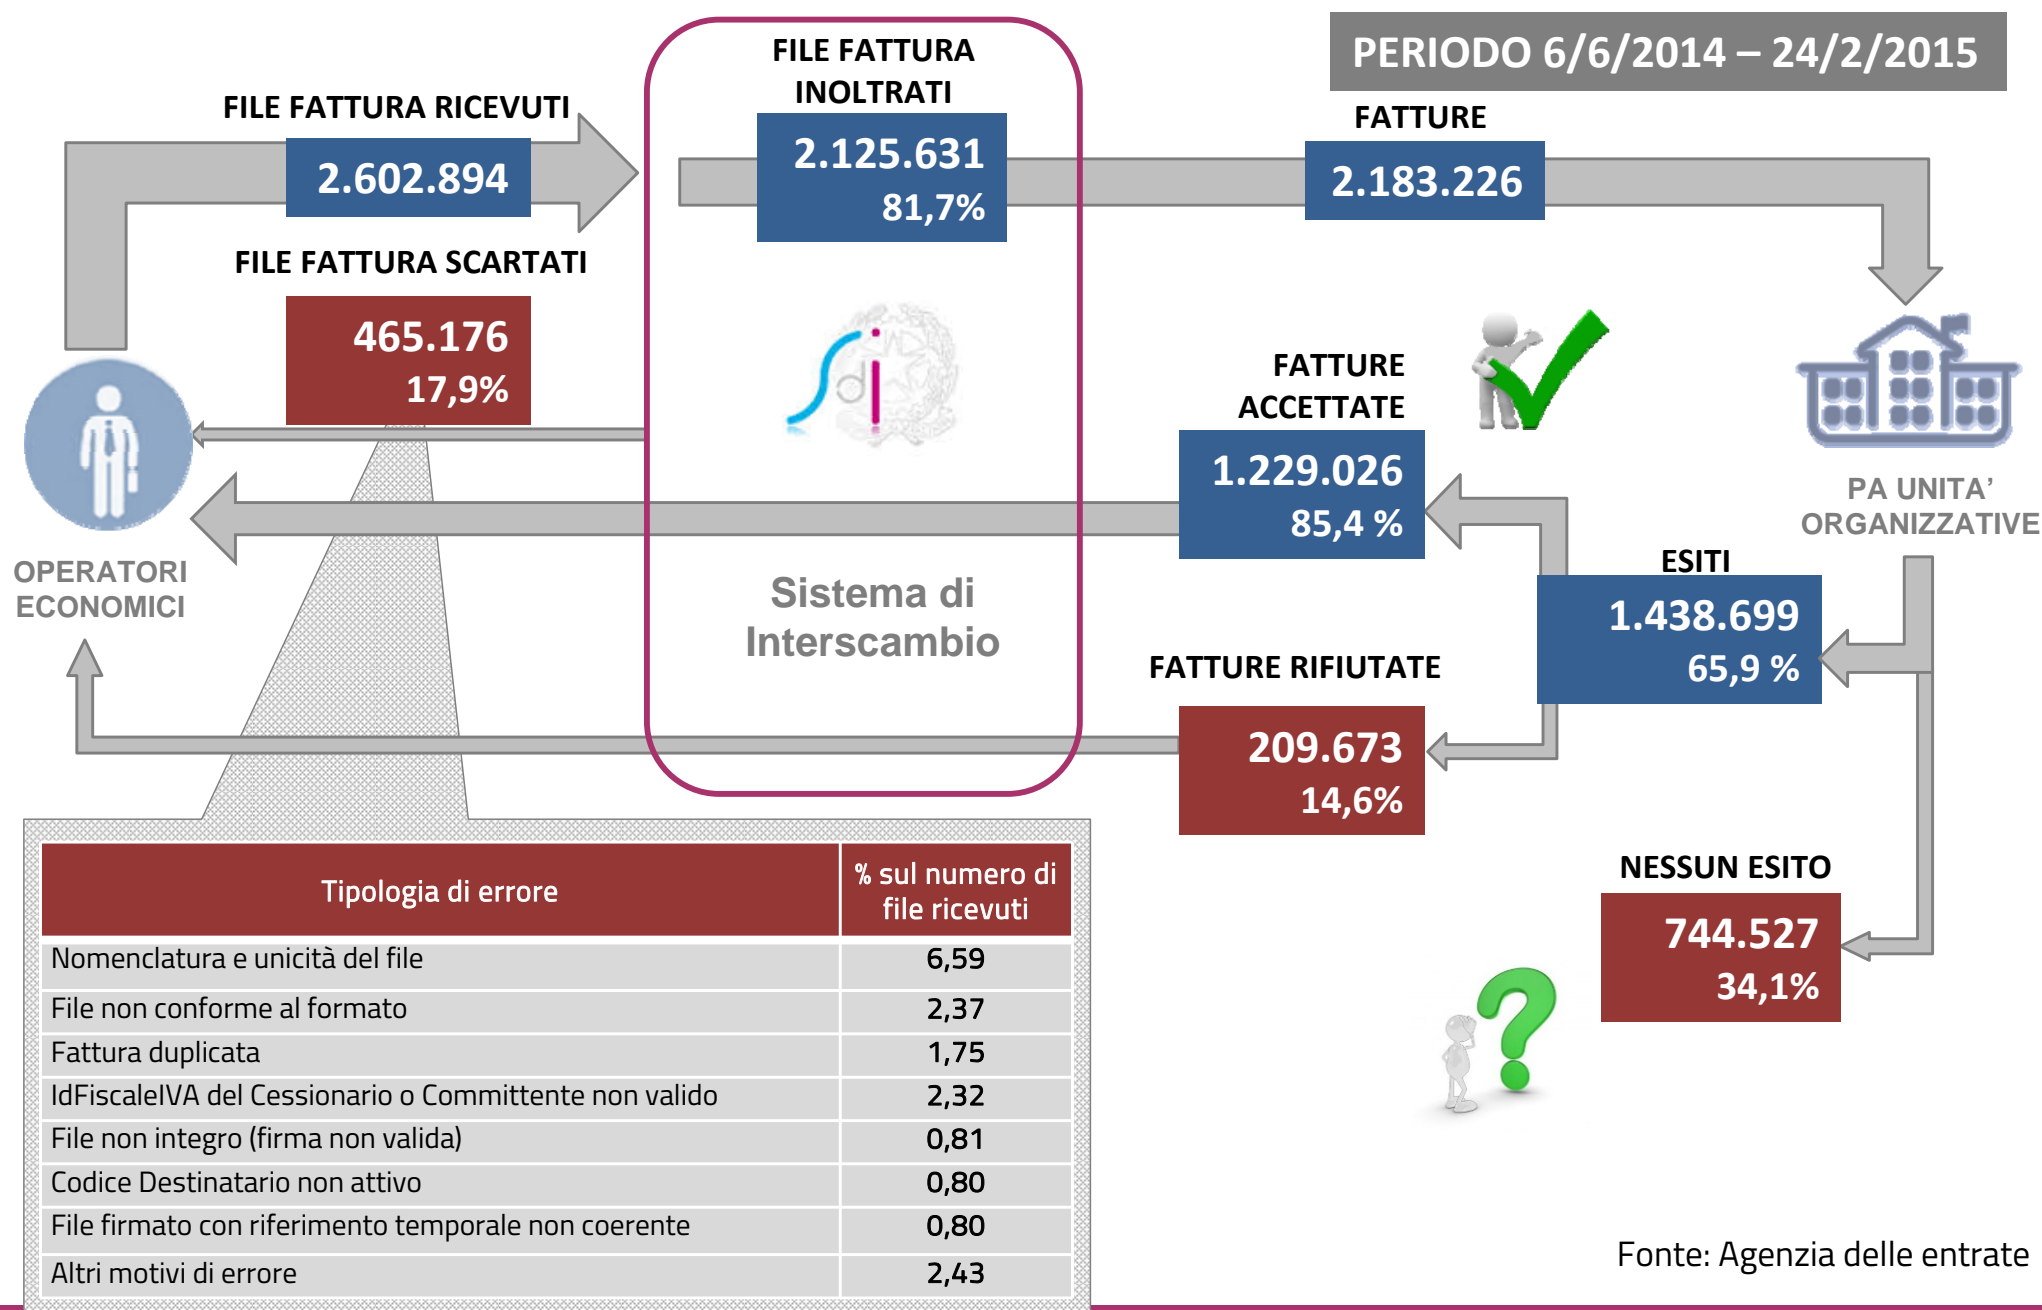 PERIODO 6/6/2014 – 24/2/2015
FILE FATTURA RICEVUTI
2.602.894
FILE FATTURA
INOLTRATI
2.125.631
81,7%
FATTURE
2.183.226
FILE FATTURA SCARTATI
465.176
17,9%
Sdi
FATTURE
ACCETTATE
1.229.026
85,4 %
PA UNITA’
ORGANIZZATIVE
OPERATORI
ECONOMICI
Sistema di
Interscambio
ESITI
1.438.699
65,9 %
FATTURE RIFIUTATE
209.673
14,6%
NESSUN ESITO
744.527
34,1%
Tipologia di errore
% sul numero di
file ricevuti
Nomenclatura e unicità del file 6,59
File non conforme al formato 2,37
Fattura duplicata 1,75
IdFiscaleIVA del Cessionario o Committente non valido 2,32
File non integro (firma non valida) 0,81
Codice Destinatario non attivo 0,80
File firmato con riferimento temporale non coerente 0,80
Altri motivi di errore 2,43
Fonte: Agenzia delle entrate